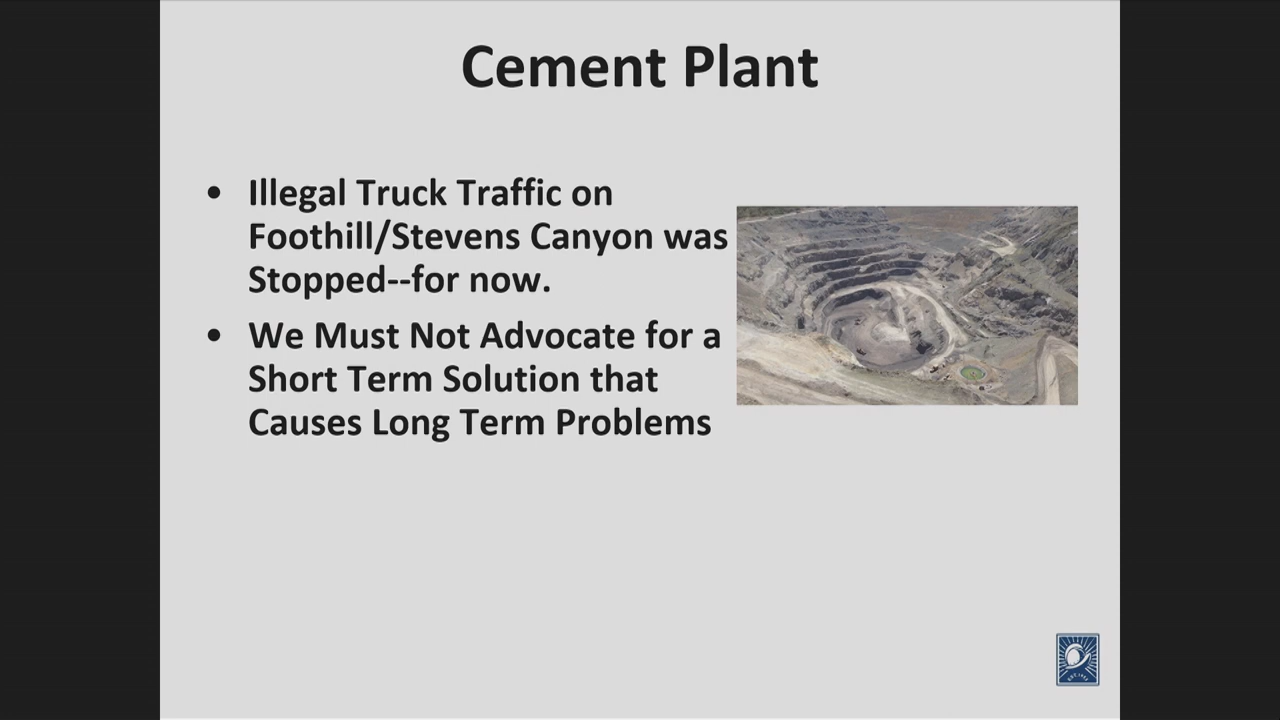 Cement Plant
• Illegal Truck Traffic on
Foothill/Stevens Canyon was
Stopped--for now.
• We Must Not Advocate for a
Short Term Solution that
Causes Long Term Problems